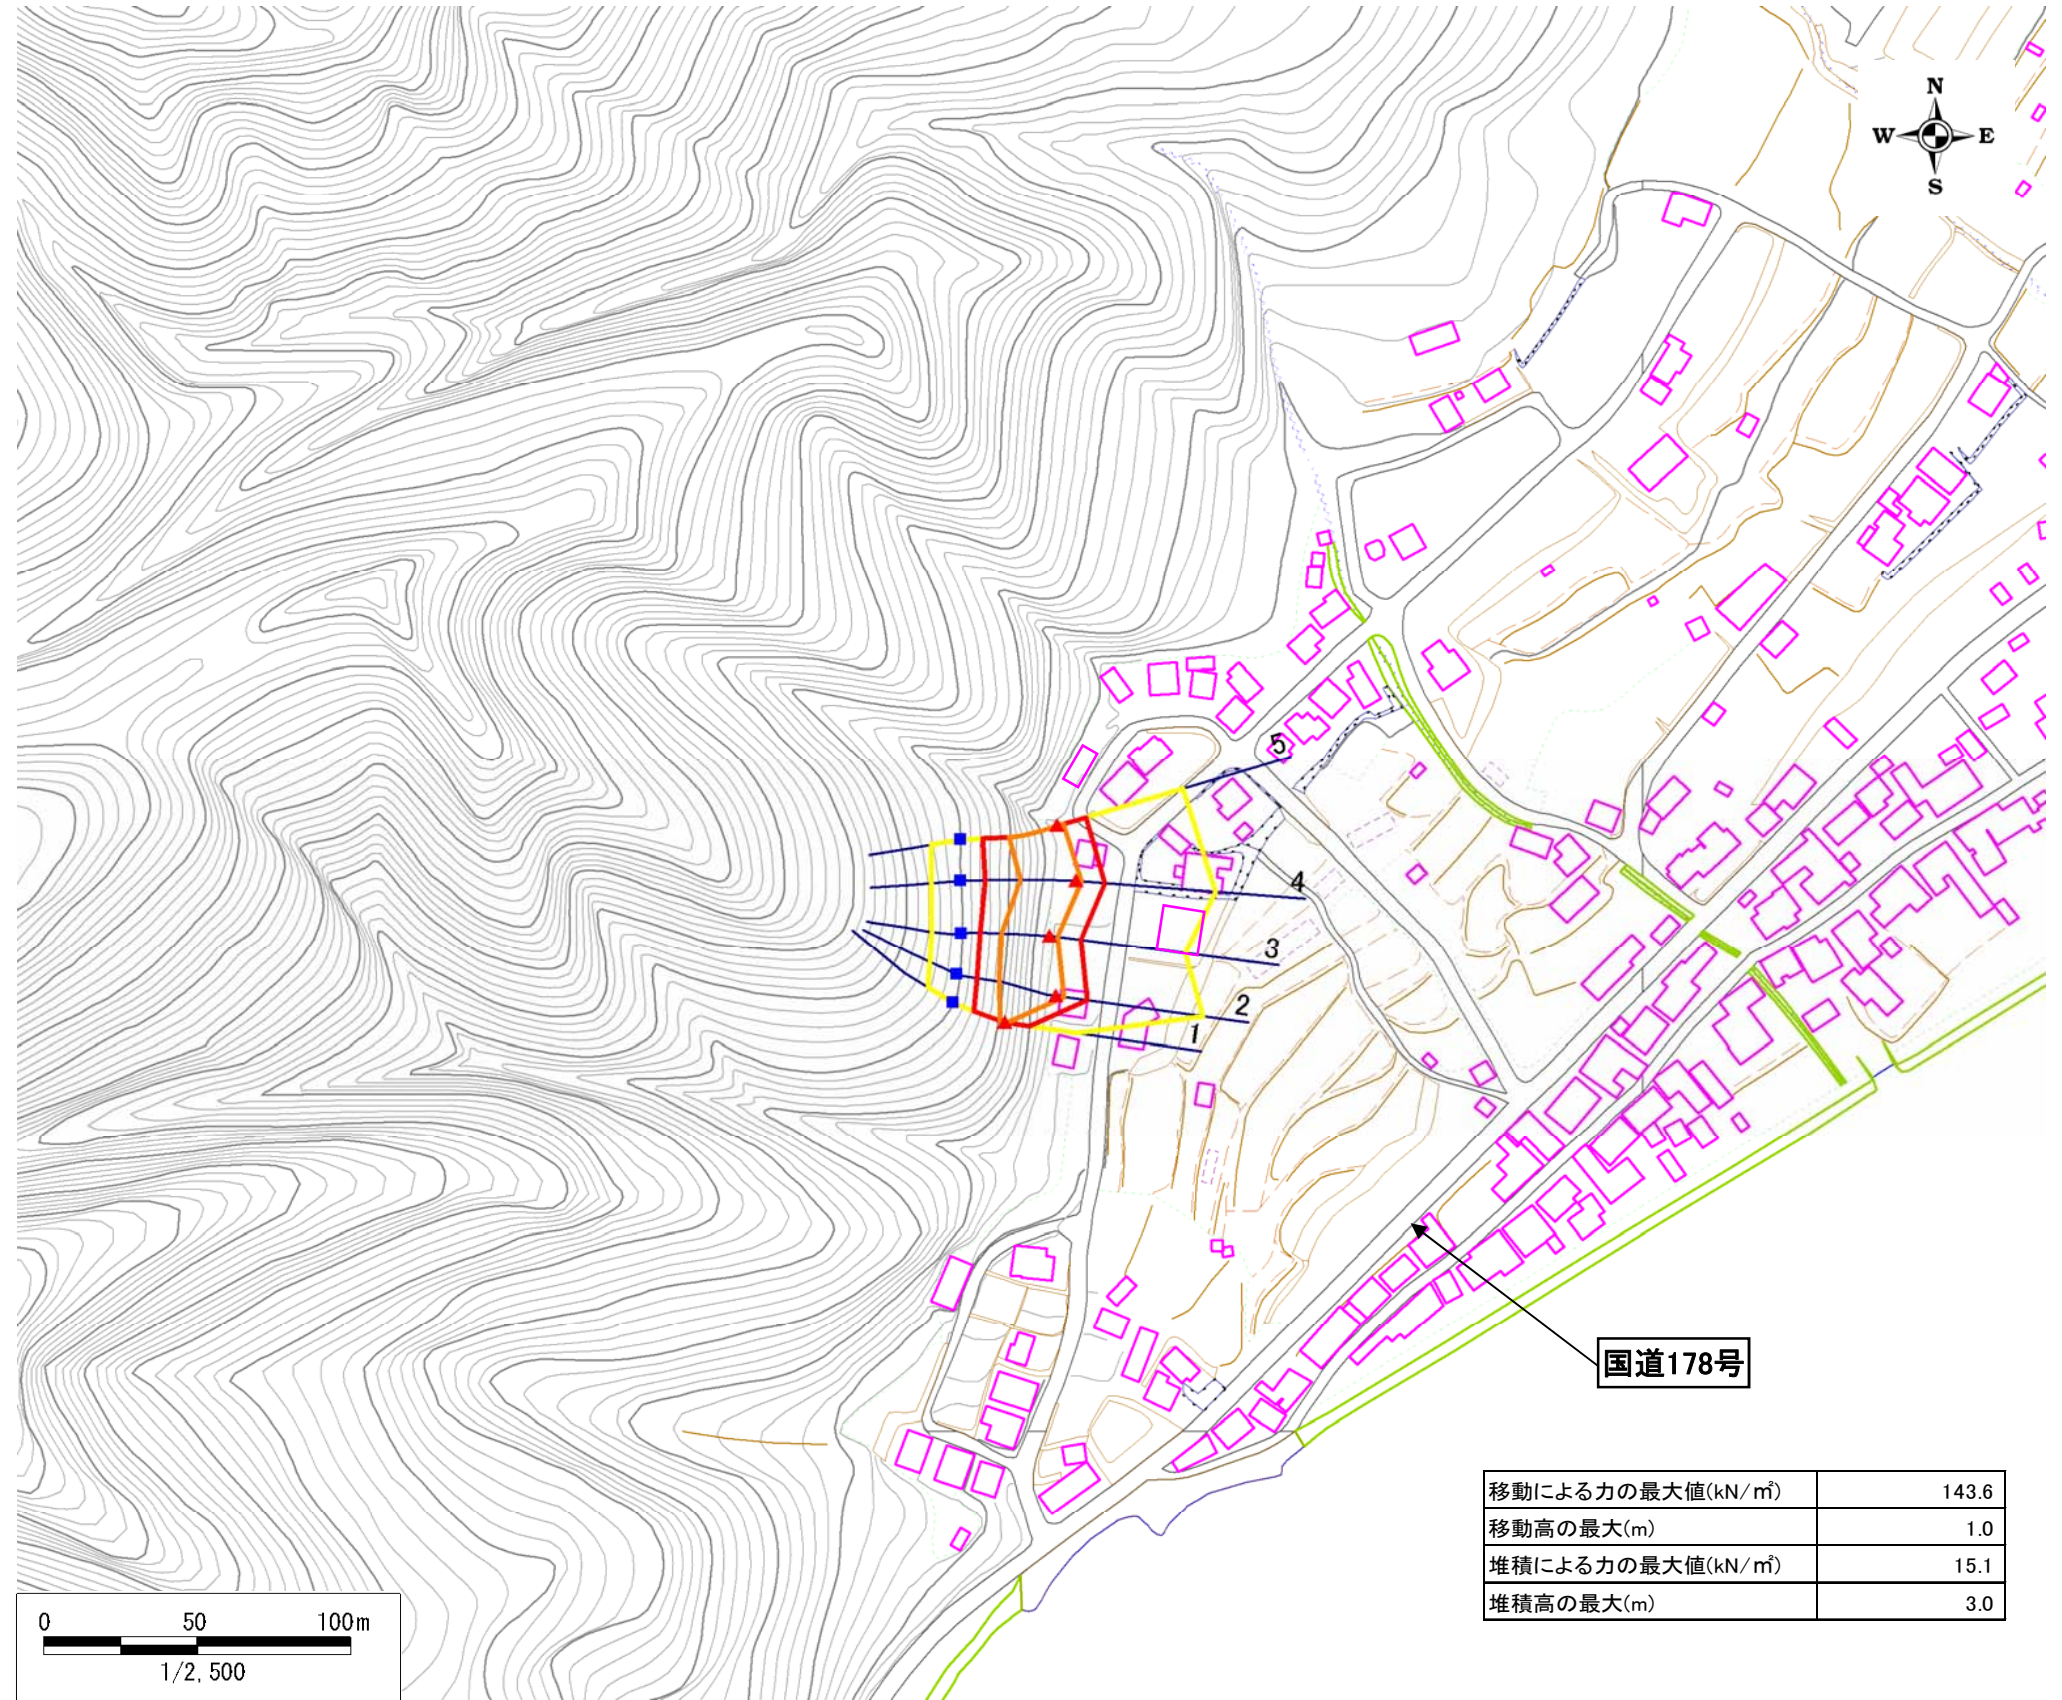 N
W E
S
5
4
3
2
1
国道178号
移動による力の最大値(kN/㎡) 143.6
移動高の最大(m) 1.0
堆積による力の最大値(kN/㎡) 15.1
堆積高の最大(m) 3.0
0 50 100m
1/2,500